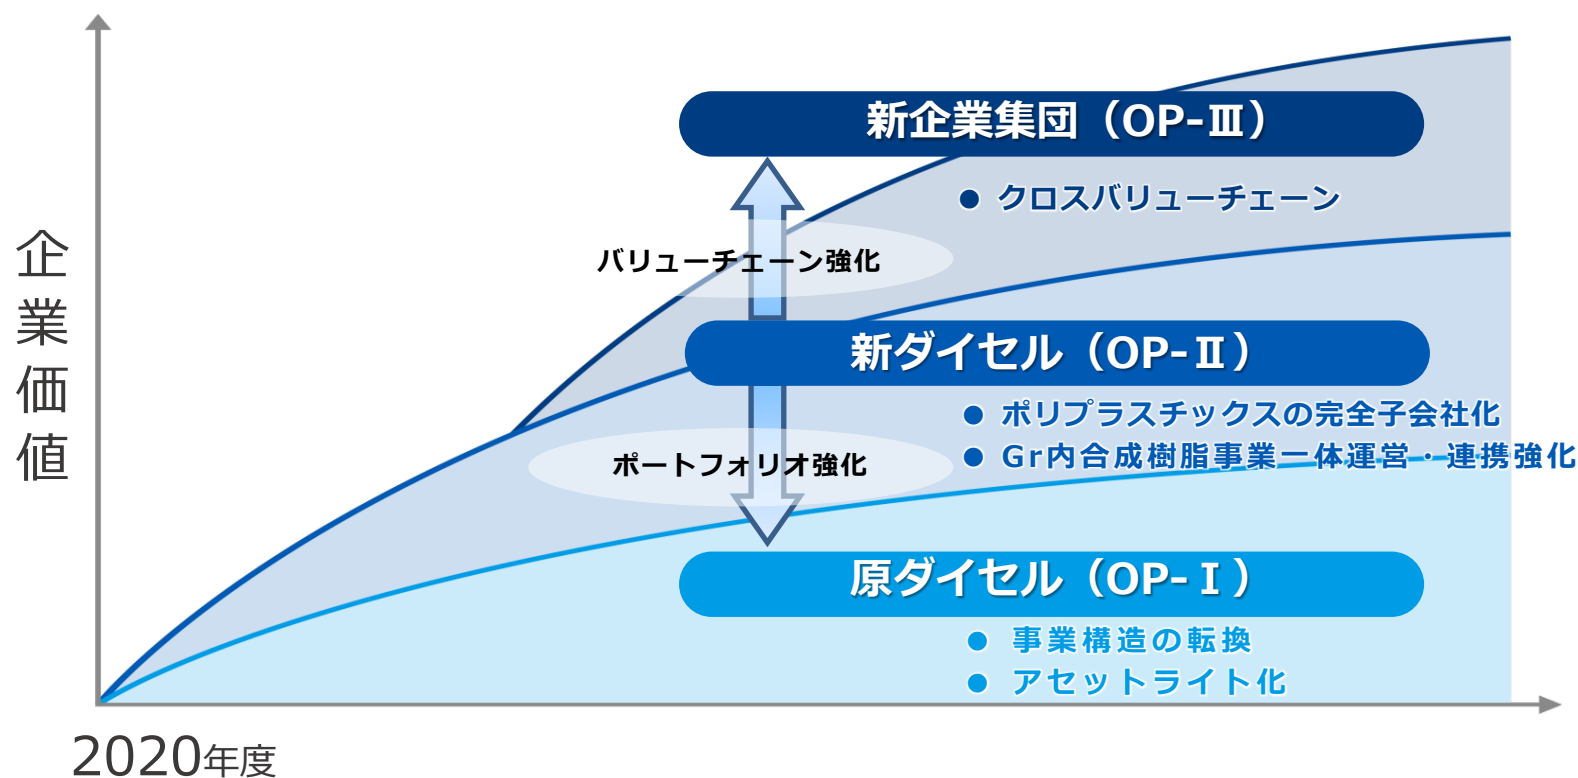 企業価値
新企業集団（OP-Ⅲ）
● クロスバリューチェーン
バリューチェーン強化
新ダイセル（OP-Ⅱ）
● ポリプラスチックスの完全子会社化
● Gr内合成樹脂事業一体運営・連携強化
ポートフォリオ強化
原ダイセル（OP-Ⅰ）
● 事業構造の転換
● アセットライト化
2020年度